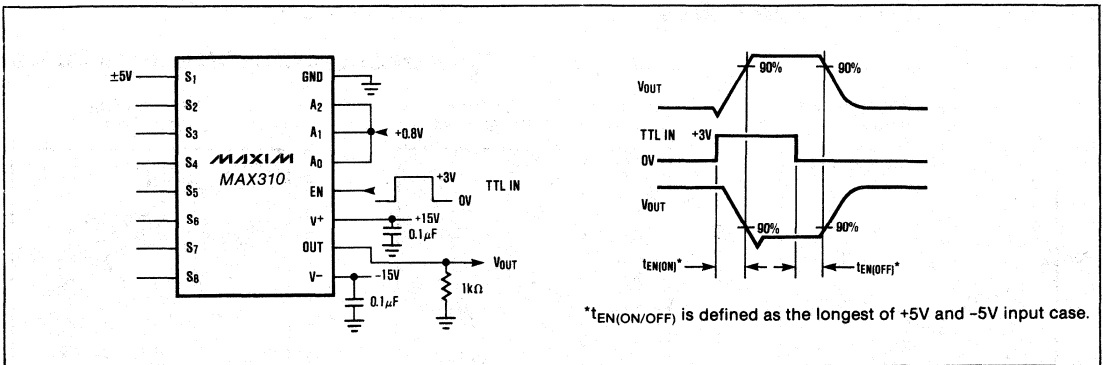 ±5V
S1
S2
S3
S4
S5
S6
S7
S8
MAXIM
MAX310
GND
A2
A1
A0
EN
V+
OUT
V−
+0.8V
+3V
0V
TTL IN
+15V
0.1μF
VOUT
−15V
0.1μF
1kΩ
VOUT
90%
90%
TTL IN +3V
0V
VOUT
90%
90%
tEN(ON)*
tEN(OFF)*
*tEN(ON/OFF) is defined as the longest of +5V and −5V input case.